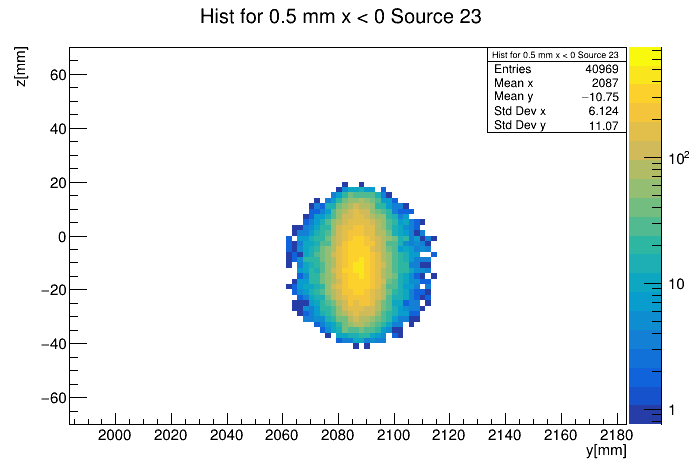 Hist for 0.5 mm x < 0 Source 23
z[mm]
Hist for 0.5 mm x < 0 Source 23
Entries 40969
Mean x 2087
Mean y −10.75
Std Dev x 6.124
Std Dev y 11.07
60
40
20
0
−20
−40
−60
10²
10
1
2000 2020 2040 2060 2080 2100 2120 2140 2160 2180
y[mm]